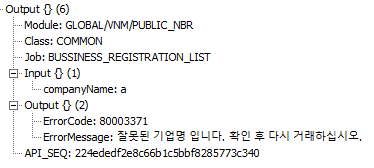 Output {} (6)
Module: GLOBAL/VNM/PUBLIC_NBR
Class: COMMON
Job: BUSSINESS_REGISTRATION_LIST
Input {} (1)
companyName: a
Output {} (2)
ErrorCode: 80003371
ErrorMessage: 잘못된 기업명 입니다. 확인 후 다시 거래하십시오.
API_SEQ: 224ededf2e8c66b1c5bbf8285773c340